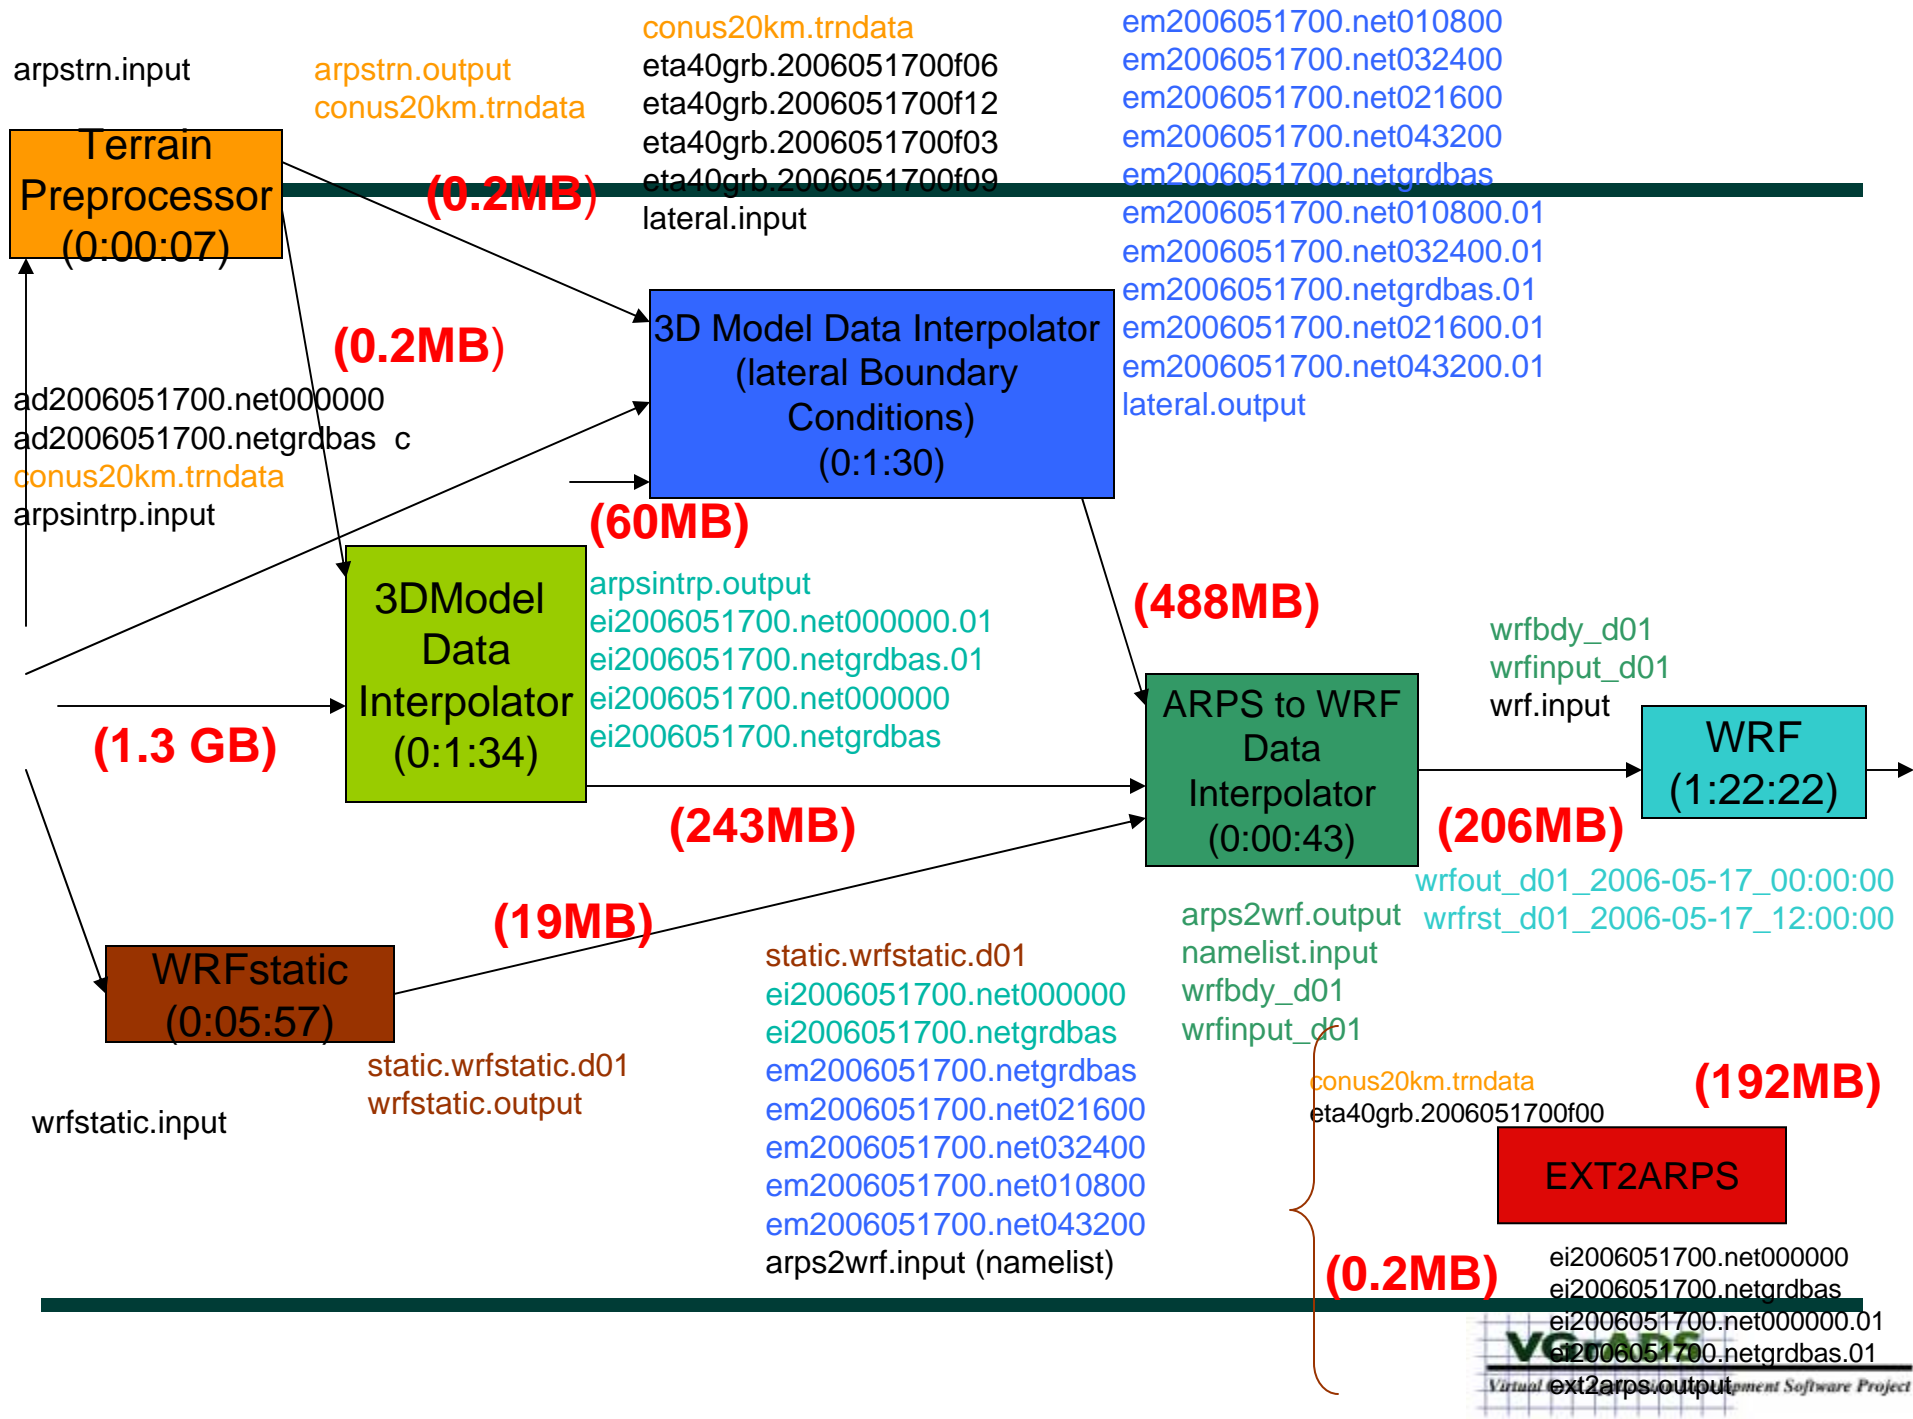 arpstrn.input
arpstrn.output
conus20km.trndata
conus20km.trndata
eta40grb.2006051700f06
eta40grb.2006051700f12
eta40grb.2006051700f03
eta40grb.2006051700f09
lateral.input
em2006051700.net010800
em2006051700.net032400
em2006051700.net021600
em2006051700.net043200
em2006051700.netgrdbas
em2006051700.net010800.01
em2006051700.net032400.01
em2006051700.netgrdbas.01
em2006051700.net021600.01
em2006051700.net043200.01
lateral.output
Terrain
Preprocessor
(0:00:07)
(0.2MB)
(0.2MB)
3D Model Data Interpolator
(lateral Boundary
Conditions)
(0:1:30)
ad2006051700.net000000
ad2006051700.netgrdbas c
conus20km.trndata
arpsintrp.input
(60MB)
3DModel
Data
Interpolator
(0:1:34)
arpsintrp.output
ei2006051700.net000000.01
ei2006051700.netgrdbas.01
ei2006051700.net000000
ei2006051700.netgrdbas
(488MB)
(1.3 GB)
(243MB)
ARPS to WRF
Data
Interpolator
(0:00:43)
wrfbdy_d01
wrfinput_d01
wrf.input
WRF
(1:22:22)
(206MB)
wrfout_d01_2006-05-17_00:00:00
wrfrst_d01_2006-05-17_12:00:00
(19MB)
WRFstatic
(0:05:57)
static.wrfstatic.d01
wrfstatic.output
wrfstatic.input
static.wrfstatic.d01
ei2006051700.net000000
ei2006051700.netgrdbas
em2006051700.netgrdbas
em2006051700.net021600
em2006051700.net032400
em2006051700.net010800
em2006051700.net043200
arps2wrf.input (namelist)
arps2wrf.output
namelist.input
wrfbdy_d01
wrfinput_d01
conus20km.trndata
eta40grb.2006051700f00
(192MB)
EXT2ARPS
(0.2MB)
ei2006051700.net000000
ei2006051700.netgrdbas
ei2006051700.net000000.01
ei2006051700.netgrdbas.01
ext2arps.output
VGrADS
Virtual Grid Application Development Software Project